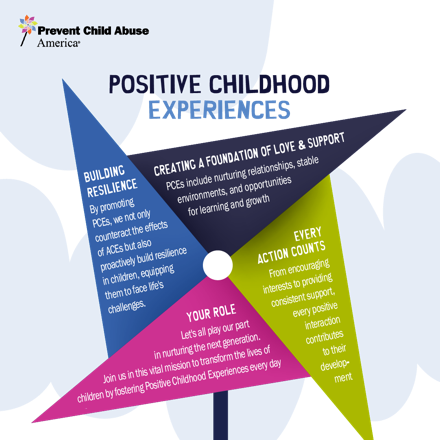 Prevent Child Abuse
America®
POSITIVE CHILDHOOD
EXPERIENCES
BUILDING
RESILIENCE
By promoting
PCEs, we not only
counteract the effects
of ACEs but also
proactively build resilience
in children, equipping
them to face life's
challenges.
CREATING A FOUNDATION OF LOVE & SUPPORT
PCEs include nurturing relationships, stable
environments, and opportunities
for learning and growth
EVERY
ACTION COUNTS
From encouraging
interests to providing
consistent support,
every positive
interaction
contributes
to their
develop-
ment
YOUR ROLE
Let's all play our part
in nurturing the next generation.
Join us in this vital mission to transform the lives of
children by fostering Positive Childhood Experiences every day